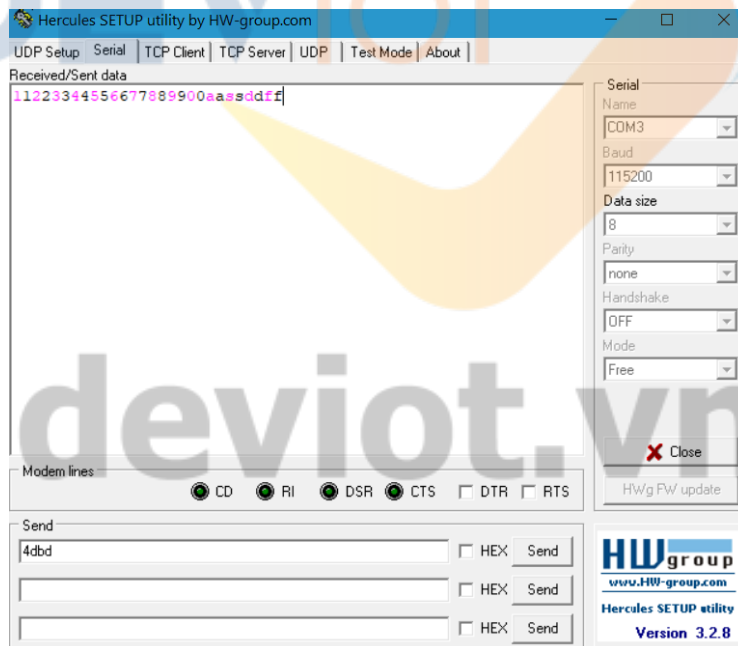 Hercules SETUP utility by HW-group.com
UDP Setup Serial TCP Client TCP Server UDP Test Mode About
Received/Sent data
11223344556677889900aassddff
Serial
Name
COM3
Baud
115200
Data size
8
Parity
none
Handshake
OFF
Mode
Free
Close
HWg FW update
Modem lines
CD RI DSR CTS DTR RTS
Send
4dbd HEX Send
HEX Send
HEX Send
HW group
www.HW-group.com
Hercules SETUP utility
Version 3.2.8
deviot.vn